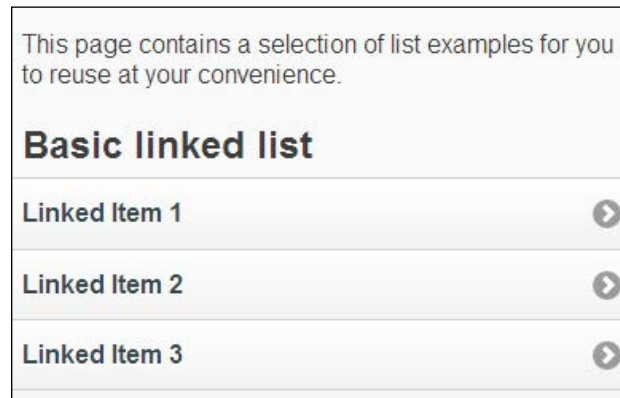 This page contains a selection of list examples for you
to reuse at your convenience.
Basic linked list
Linked Item 1
Linked Item 2
Linked Item 3